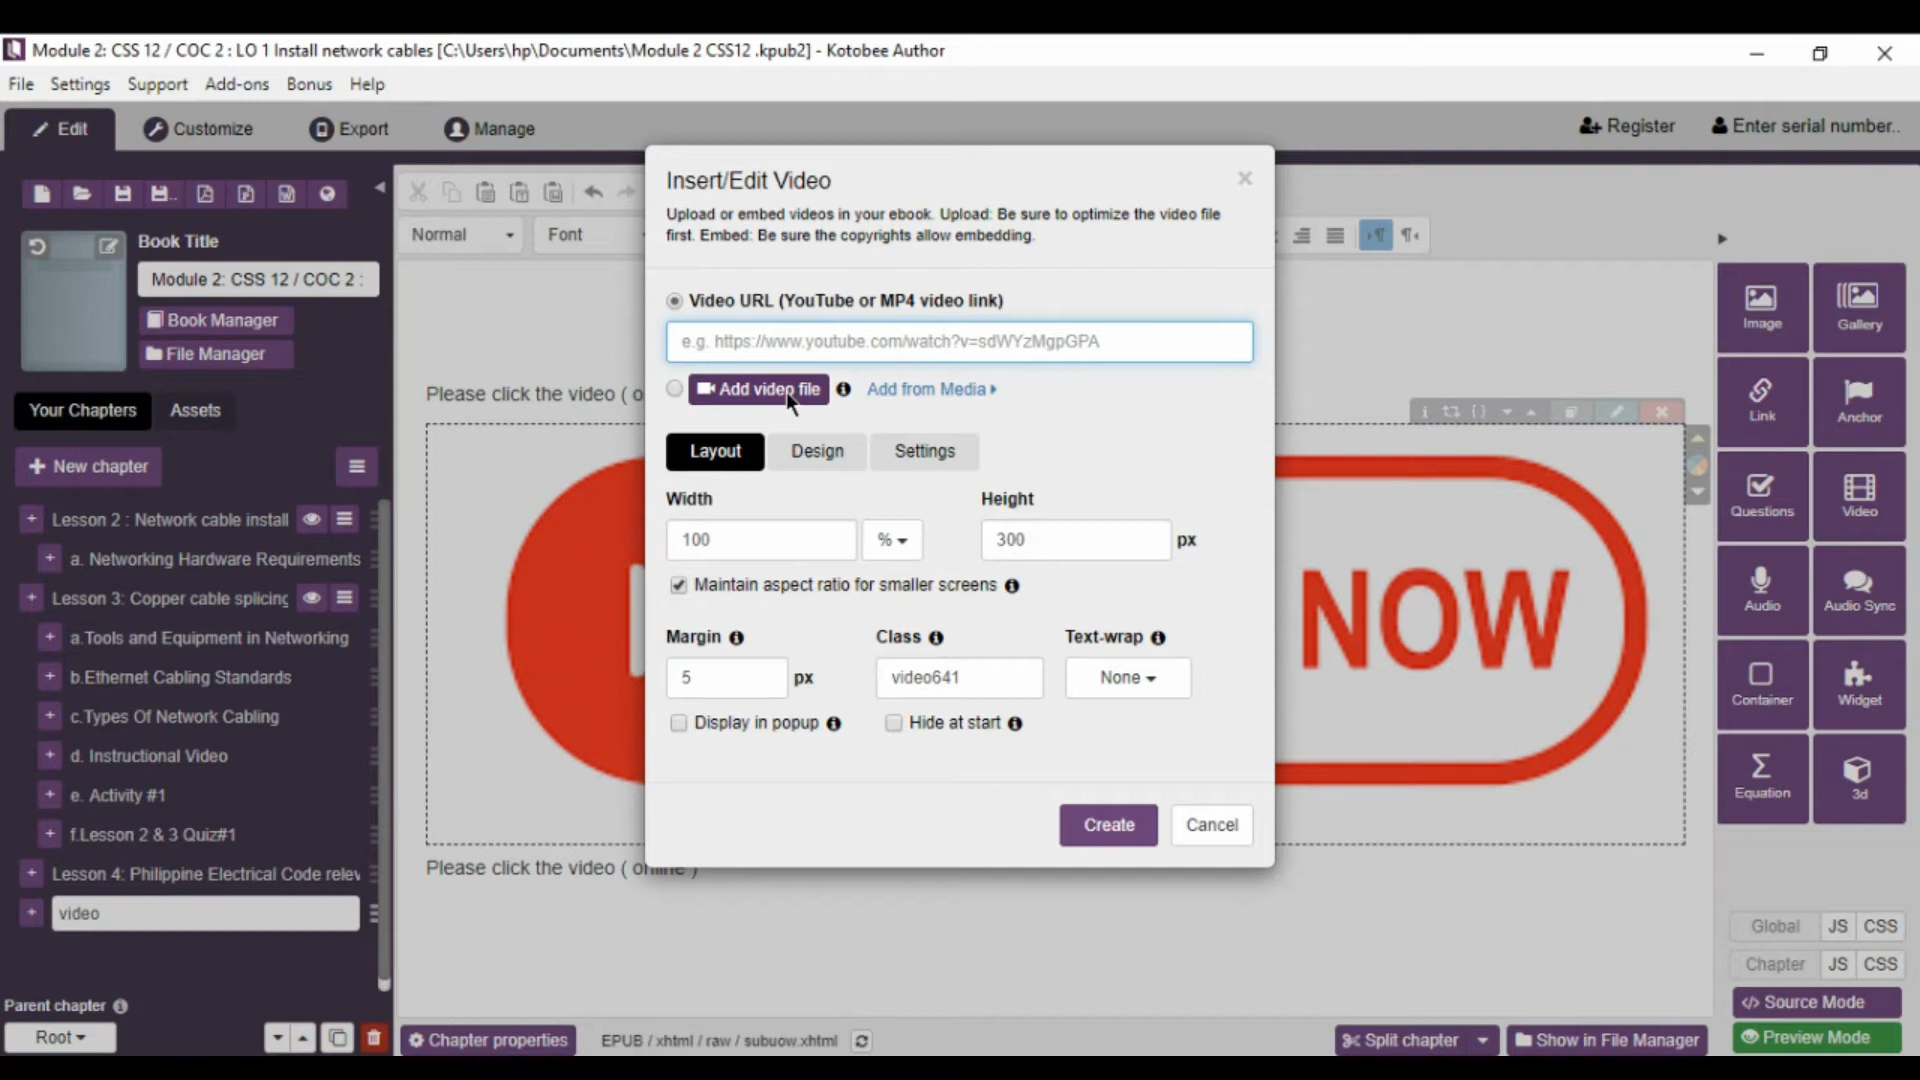 Module 2: CSS 12 / COC 2 : LO 1 Install network cables [C:\Users\hp\Documents\Module 2 CSS12 .kpub2] - Kotobee Author
File Settings Support Add-ons Bonus Help
Edit Customize Export Manage Register Enter serial number..
Book Title
Module 2: CSS 12 / COC 2 :
Book Manager
File Manager
Your Chapters Assets
New chapter
Lesson 2 : Network cable install
a. Networking Hardware Requirements
Lesson 3: Copper cable splicing
a.Tools and Equipment in Networking
b.Ethernet Cabling Standards
c.Types Of Network Cabling
d. Instructional Video
e. Activity #1
f.Lesson 2 & 3 Quiz#1
Lesson 4: Philippine Electrical Code relev
video
Parent chapter
Root
Normal Font
Please click the video ( o
NOW
Please click the video ( online )
Insert/Edit Video
Upload or embed videos in your ebook. Upload: Be sure to optimize the video file
first. Embed: Be sure the copyrights allow embedding.
Video URL (YouTube or MP4 video link)
e.g. https://www.youtube.com/watch?v=sdWYzMgpGPA
Add video file Add from Media
Layout Design Settings
Width Height
100 % 300 px
Maintain aspect ratio for smaller screens
Margin Class Text-wrap
5 px video641 None
Display in popup Hide at start
Create Cancel
Image Gallery
Link Anchor
Questions Video
Audio Audio Sync
Container Widget
Equation 3d
Global JS CSS
Chapter JS CSS
Source Mode
Preview Mode
Chapter properties EPUB / xhtml / raw / subuow.xhtml Split chapter Show in File Manager